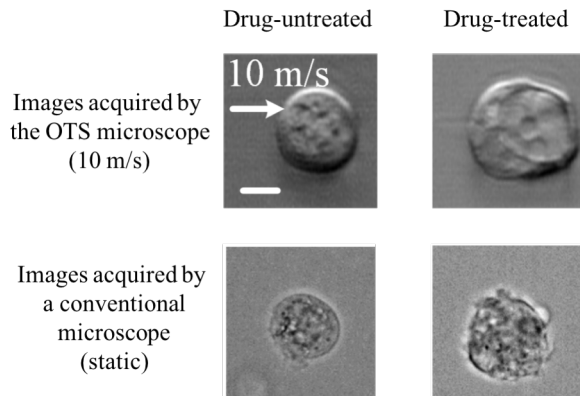 Drug-untreated
Drug-treated
Images acquired by
the OTS microscope
(10 m/s)
10 m/s
Images acquired by
a conventional
microscope
(static)